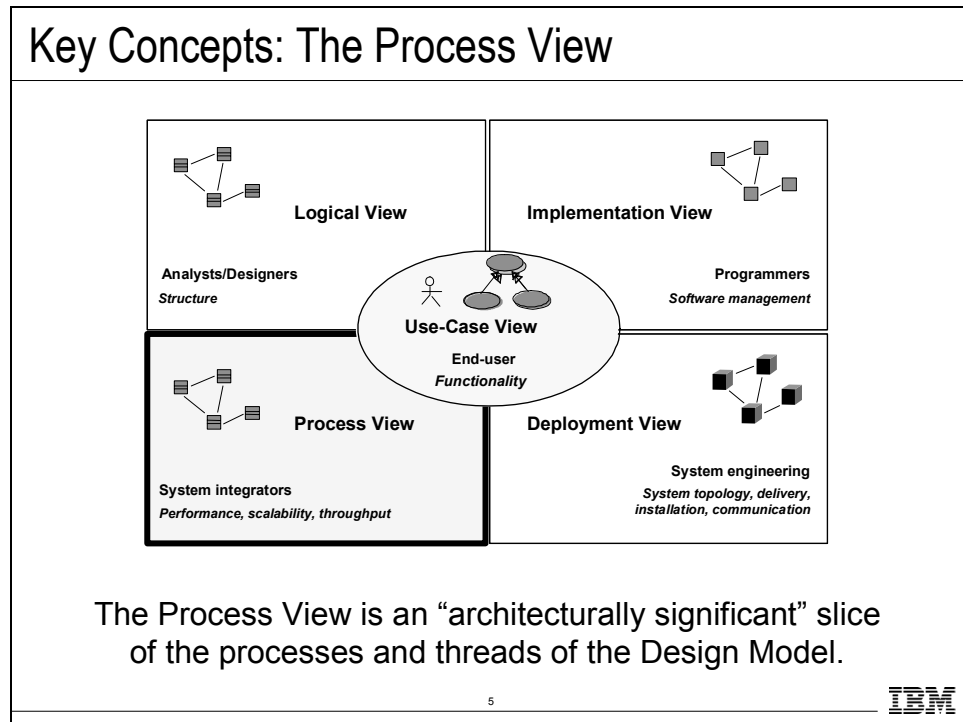 Key Concepts: The Process View
Logical View
Analysts/Designers
Structure
Implementation View
Programmers
Software management
Use-Case View
End-user
Functionality
Process View
System integrators
Performance, scalability, throughput
Deployment View
System engineering
System topology, delivery,
installation, communication
The Process View is an “architecturally significant” slice
of the processes and threads of the Design Model.
5
IBM